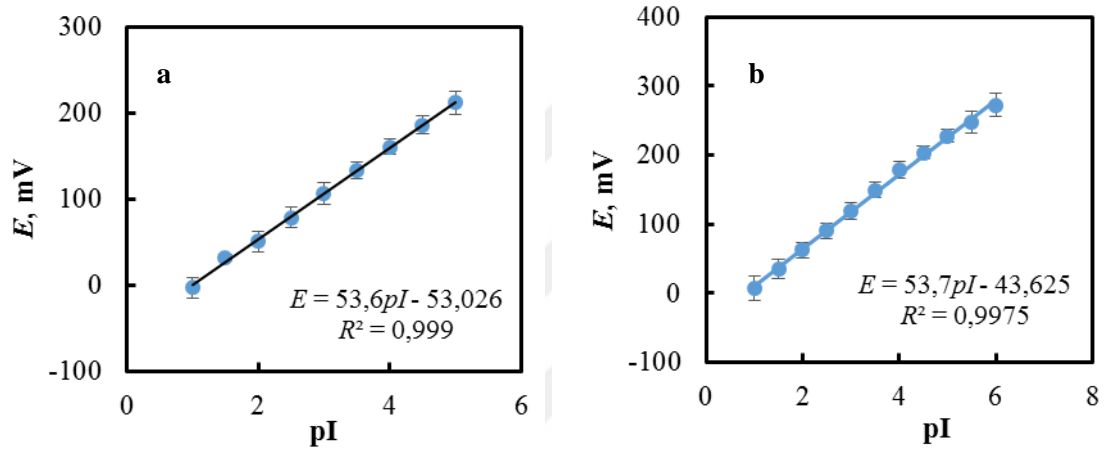 a
300
200
100
0
-100
E, mV
0
2
4
6
pI
E = 53,6pI - 53,026
R² = 0,999
b
400
300
200
100
0
-100
E, mV
0
2
4
6
8
pI
E = 53,7pI - 43,625
R² = 0,9975